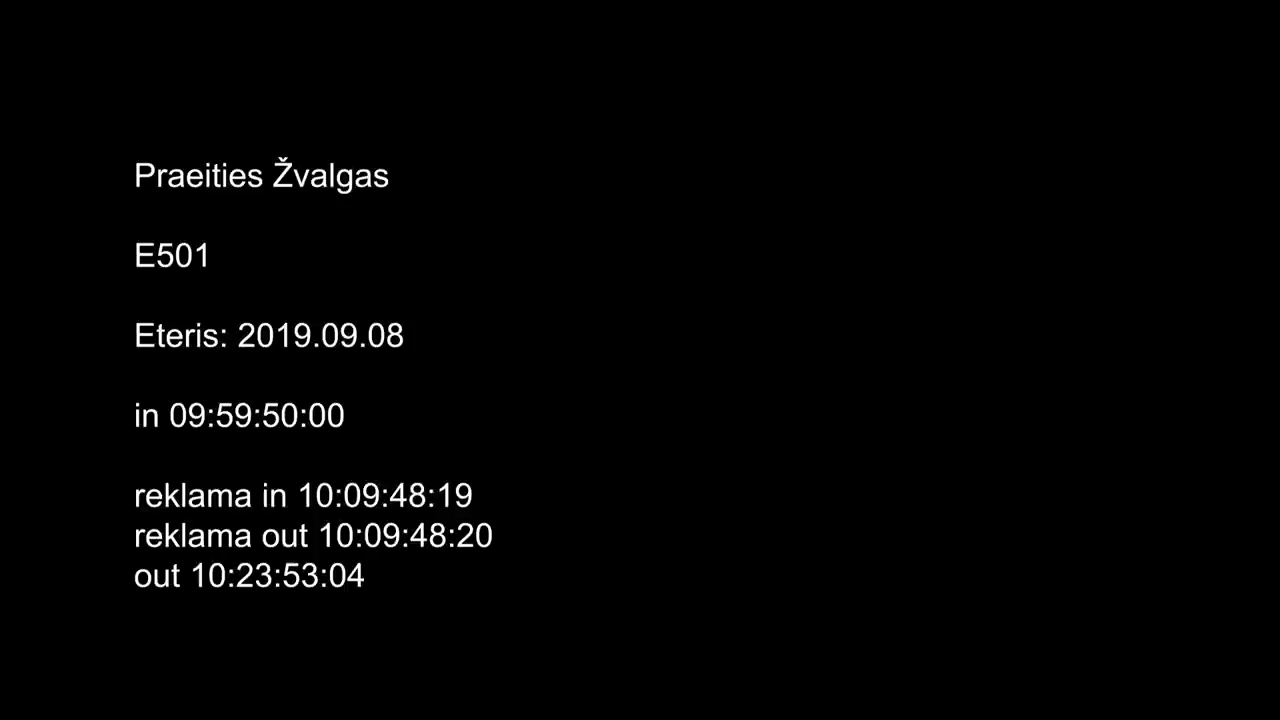 Praeities Žvalgas
E501
Eteris: 2019.09.08
in 09:59:50:00
reklama in 10:09:48:19
reklama out 10:09:48:20
out 10:23:53:04